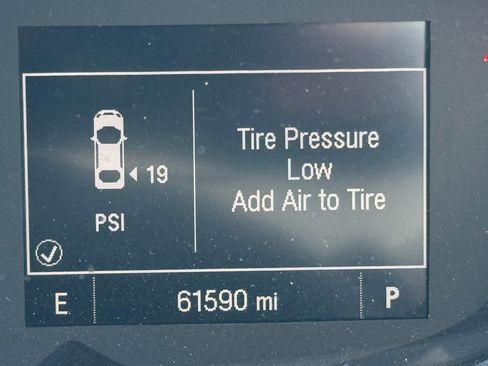 19
PSI
Tire Pressure
Low
Add Air to Tire
E 61590 mi P